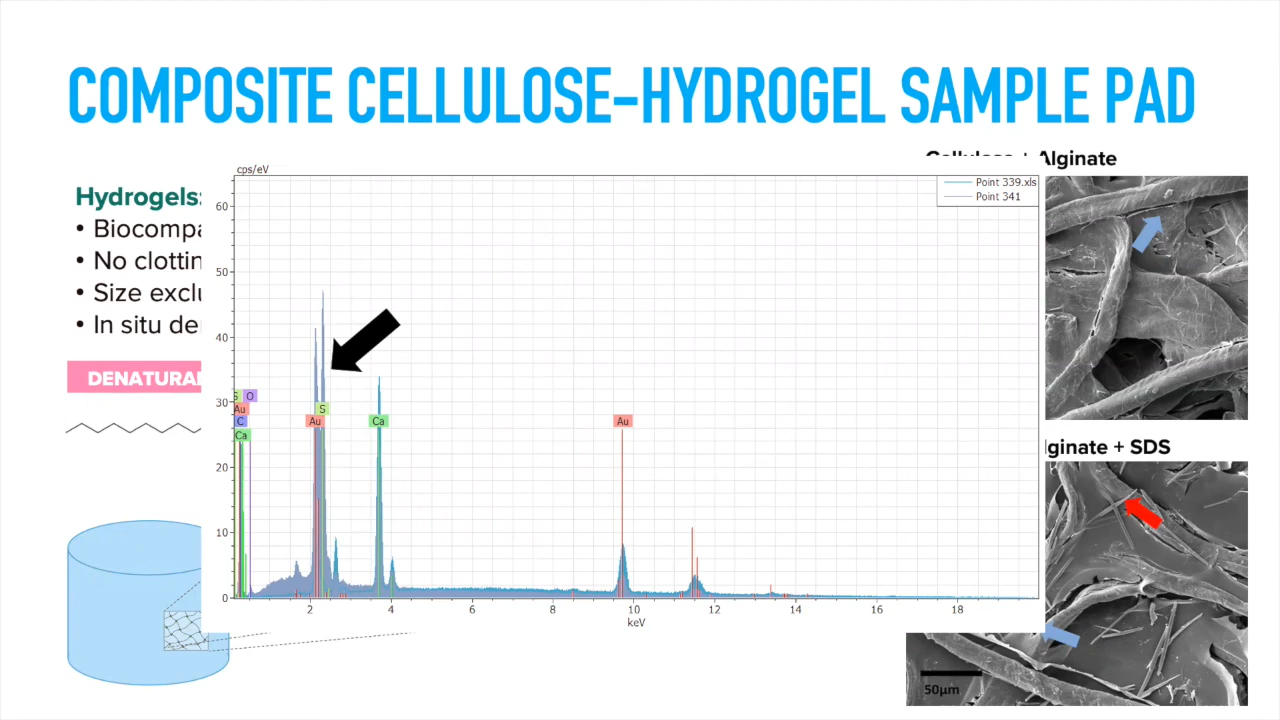 COMPOSITE CELLULOSE-HYDROGEL SAMPLE PAD
Cellulose + Alginate
Hydrogels:
• Biocompa
• No clottin
• Size exclu
• In situ de
DENATURA
cps/eV
Point 339.xls
Point 341
60
50
40
30
20
10
0
S O
Au S
C Au Ca Au
Ca
2 4 6 8 10 12 14 16 18
keV
lginate + SDS
50µm